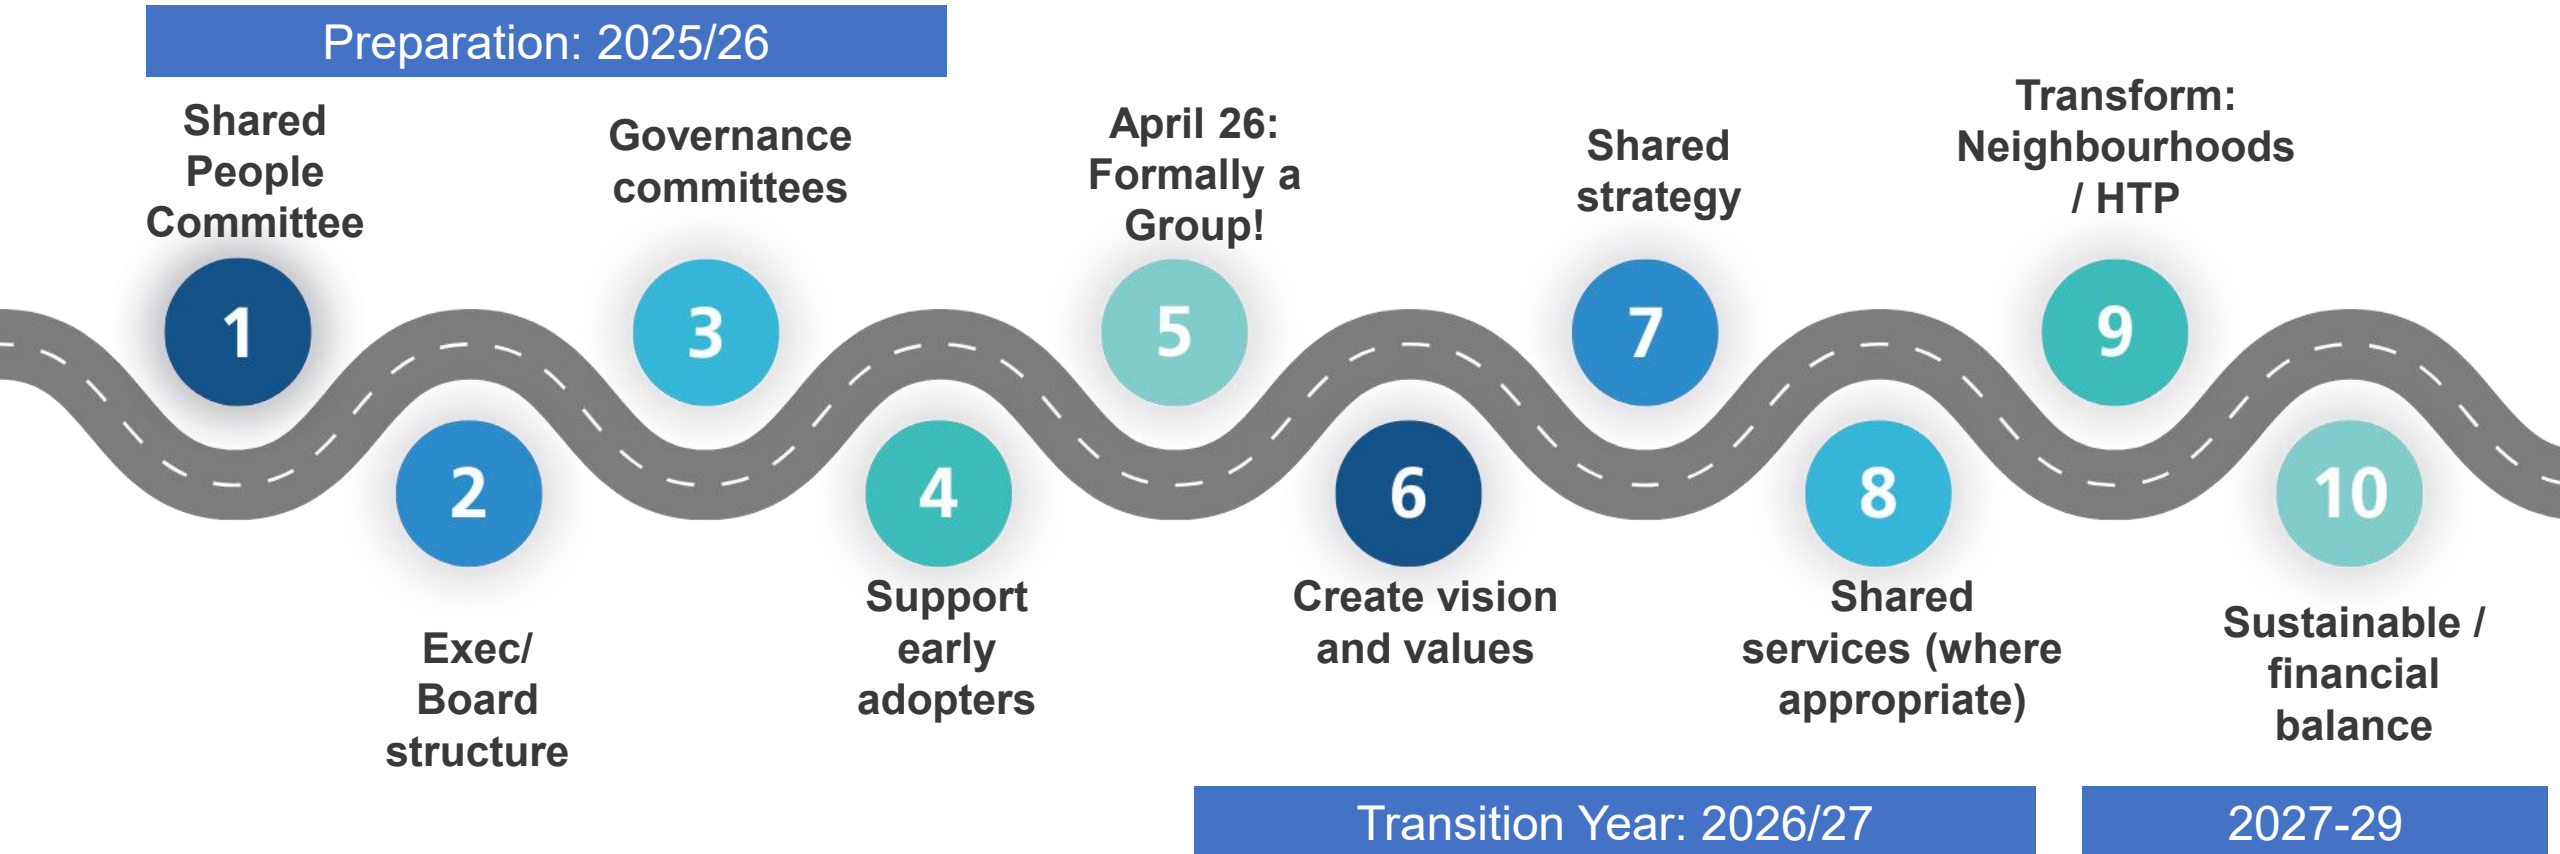 Preparation: 2025/26
Shared
People
Committee
1
Exec/
Board
structure
2
Governance
committees
3
Support
early
adopters
4
April 26:
Formally a
Group!
5
Create vision
and values
6
Shared
strategy
7
Shared
services (where
appropriate)
8
Transform:
Neighbourhoods
/ HTP
9
Sustainable /
financial
balance
10
Transition Year: 2026/27
2027-29